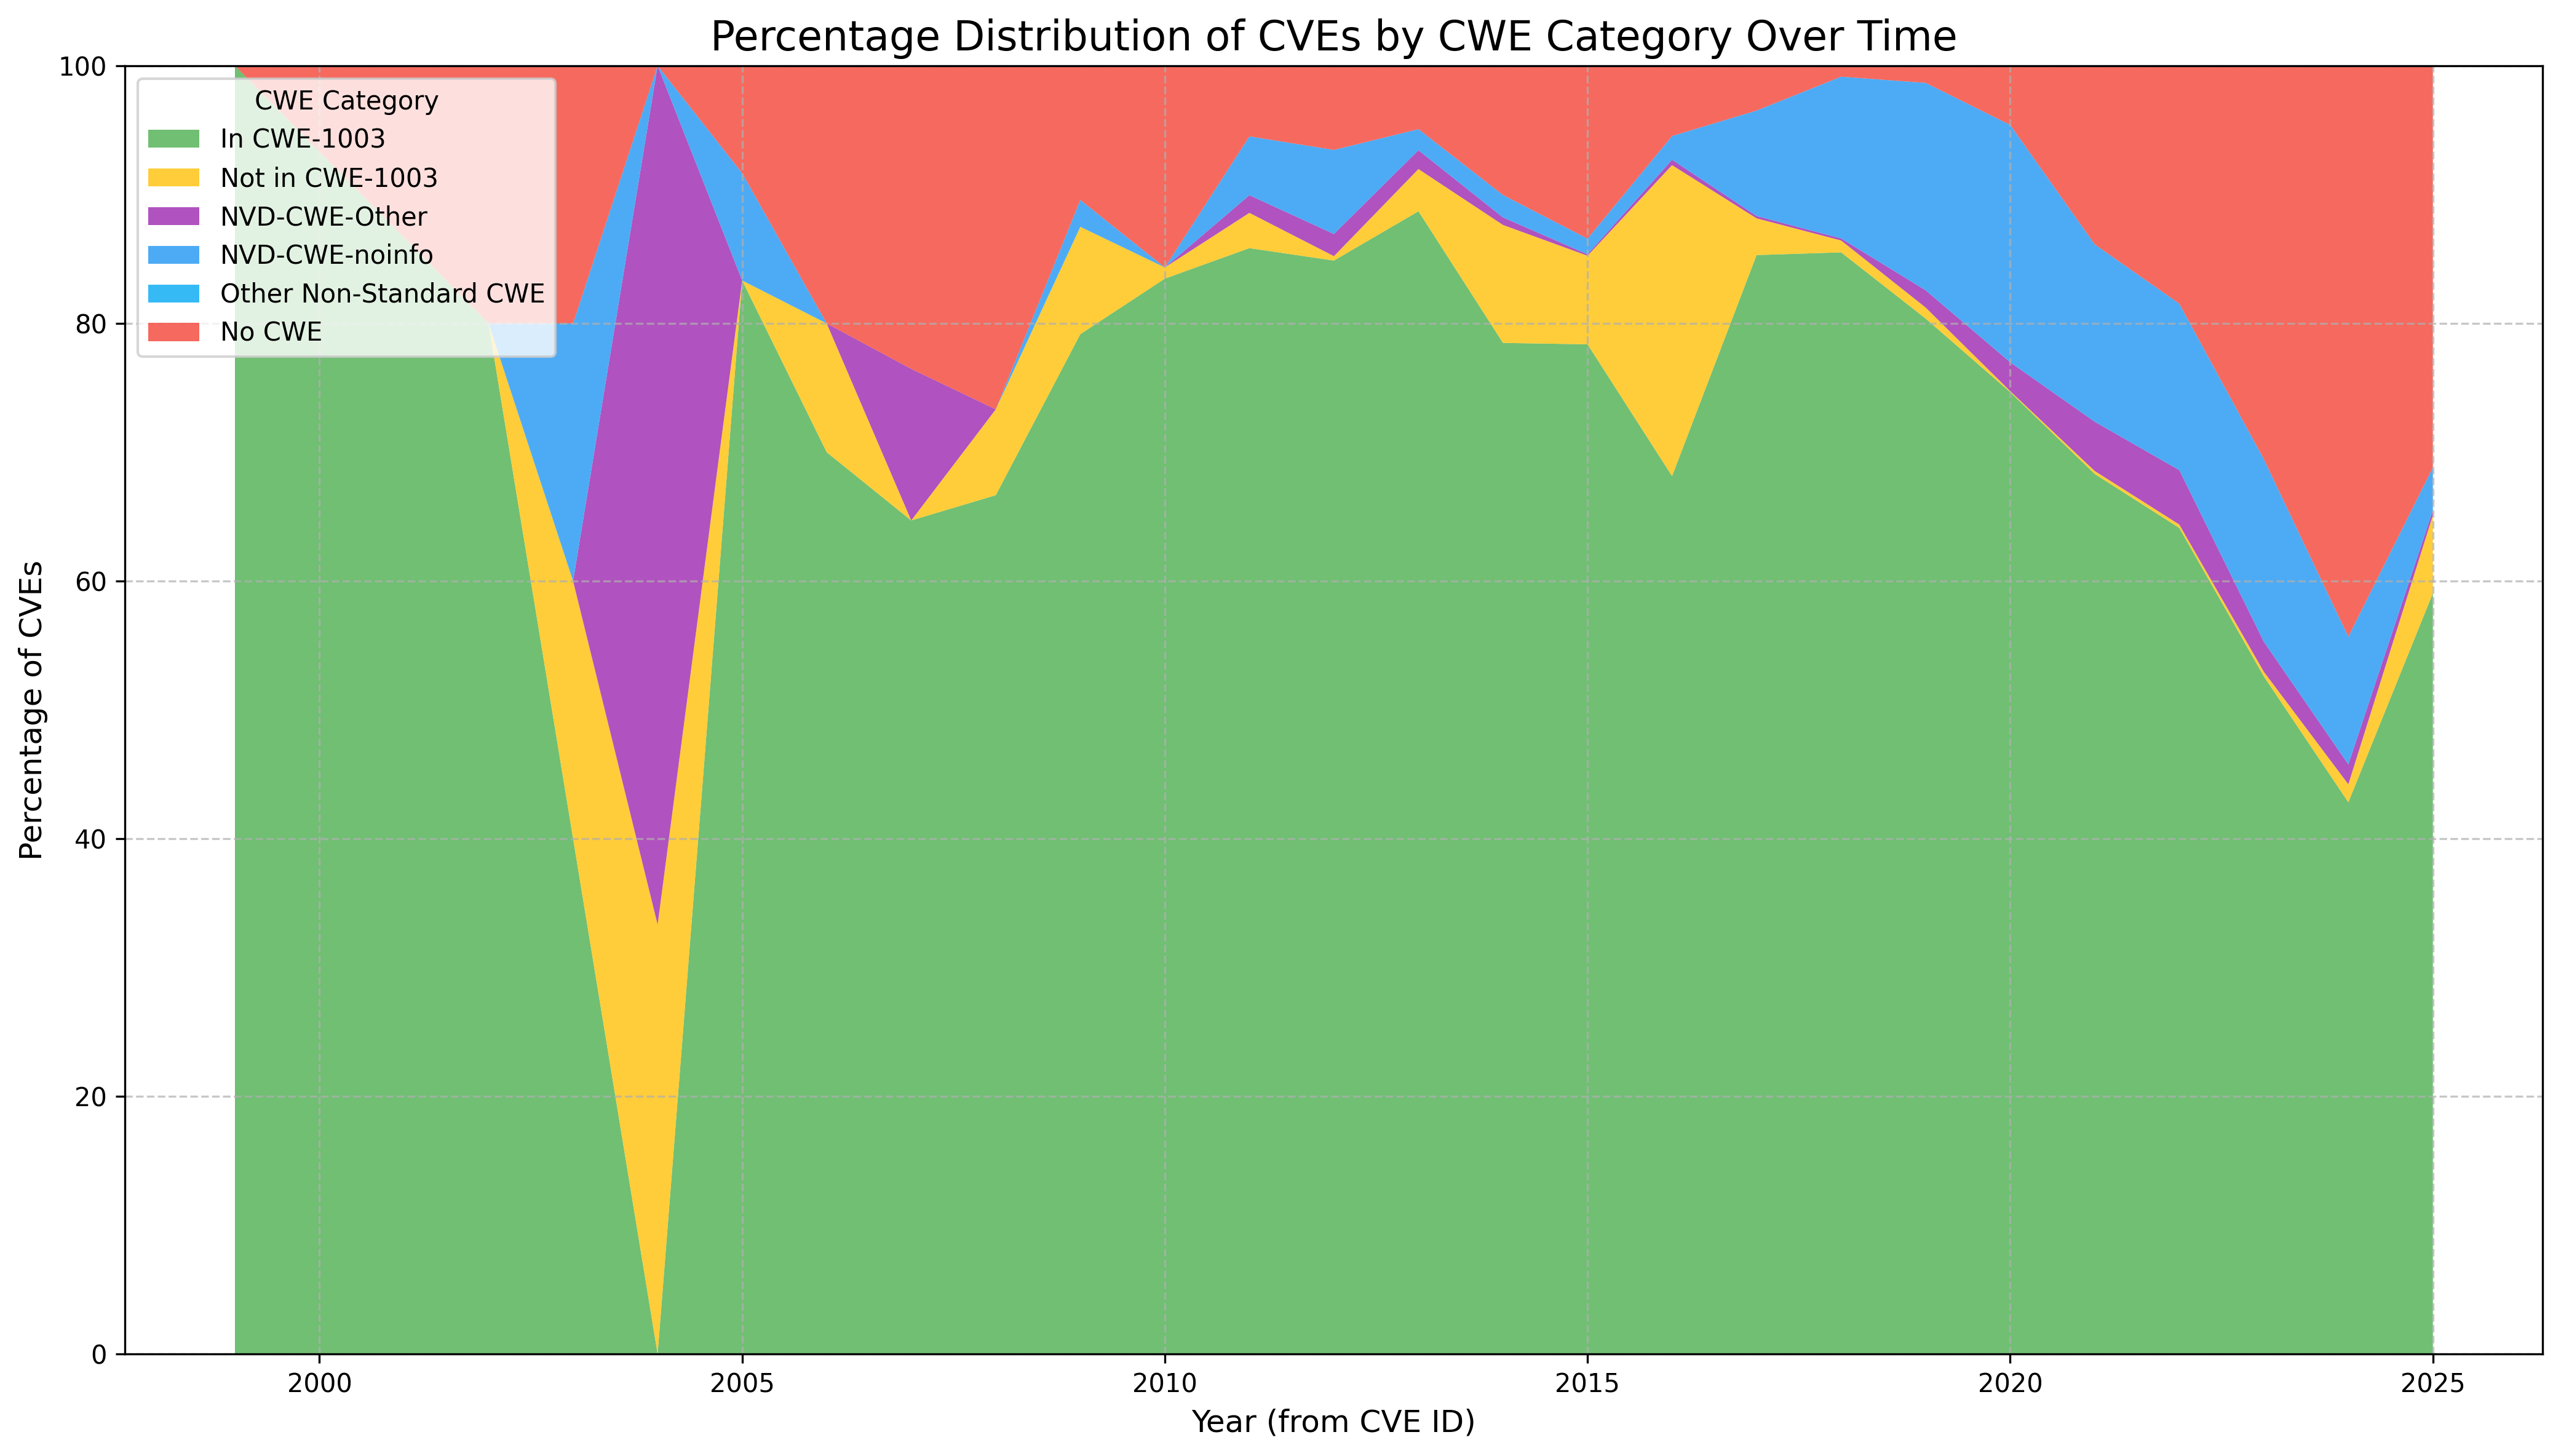 Percentage Distribution of CVEs by CWE Category Over Time
100
80
60
40
20
0
Percentage of CVEs
CWE Category
In CWE-1003
Not in CWE-1003
NVD-CWE-Other
NVD-CWE-noinfo
Other Non-Standard CWE
No CWE
2000
2005
2010
2015
2020
2025
Year (from CVE ID)